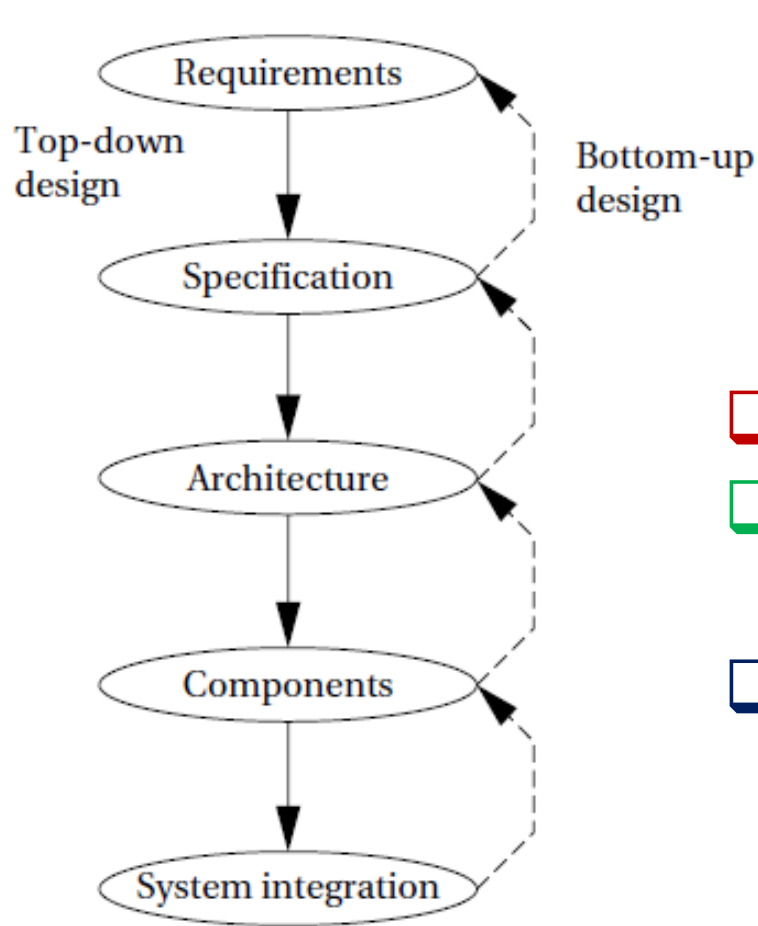 Requirements
Top-down
design
Bottom-up
design
Specification
Architecture
Components
System integration